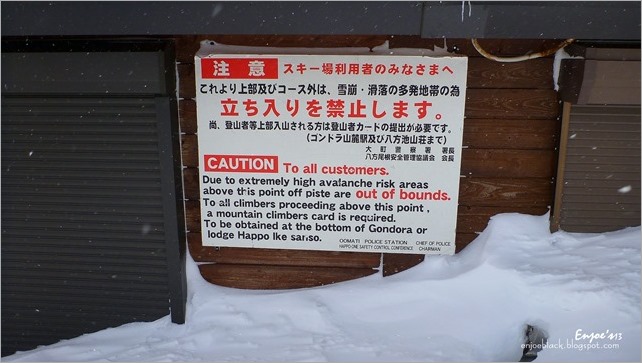 注意 スキー場利用者のみなさまへ
これより上部及びコース外は、雪崩・滑落の多発地帯の為
立ち入りを禁止します。
尚、登山者等上部入山される方は登山者カードの提出が必要です。
(ゴンドラ山麓駅及び八方池山荘まで)
大町警察署 署長
八方尾根安全管理協議会 会長
CAUTION To all customers.
Due to extremely high avalanche risk areas
above this point off piste are out of bounds.
To all climbers proceeding above this point,
a mountain climbers card is required.
To be obtained at the bottom of Gondora or
lodge Happo Ike sanso.
OOMATI POLICE STATION CHIEF OF POLICE
HAPPO ONE SAFETY CONTROL CONFERENCE CHAIRMAN
Enjoe's13
enjoeblack.blogspot.com